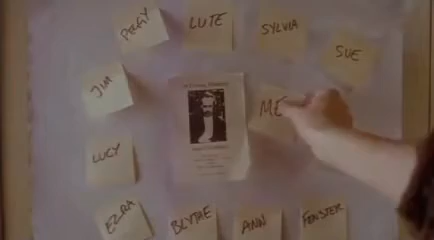 PEGGY
LUTE
SYLVIA
SUE
JIM
ME
LUCY
EZRA
BLYTHE
ANN
FENSTER